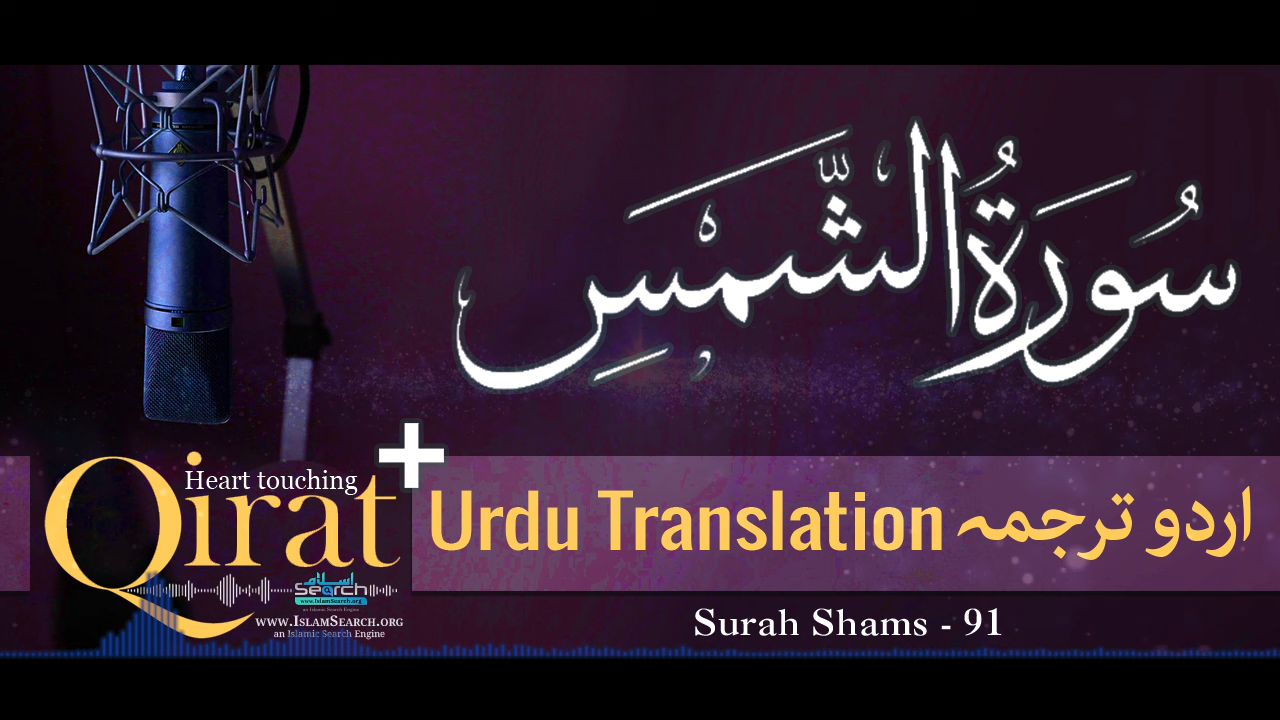 سُورَةُ الشَّمْسِ
Heart touching
Qirat
+
Urdu Translation اردو ترجمہ
اسلام
Search
www.IslamSearch.org
an Islamic Search Engine
www.IslamSearch.org
an Islamic Search Engine
Surah Shams - 91